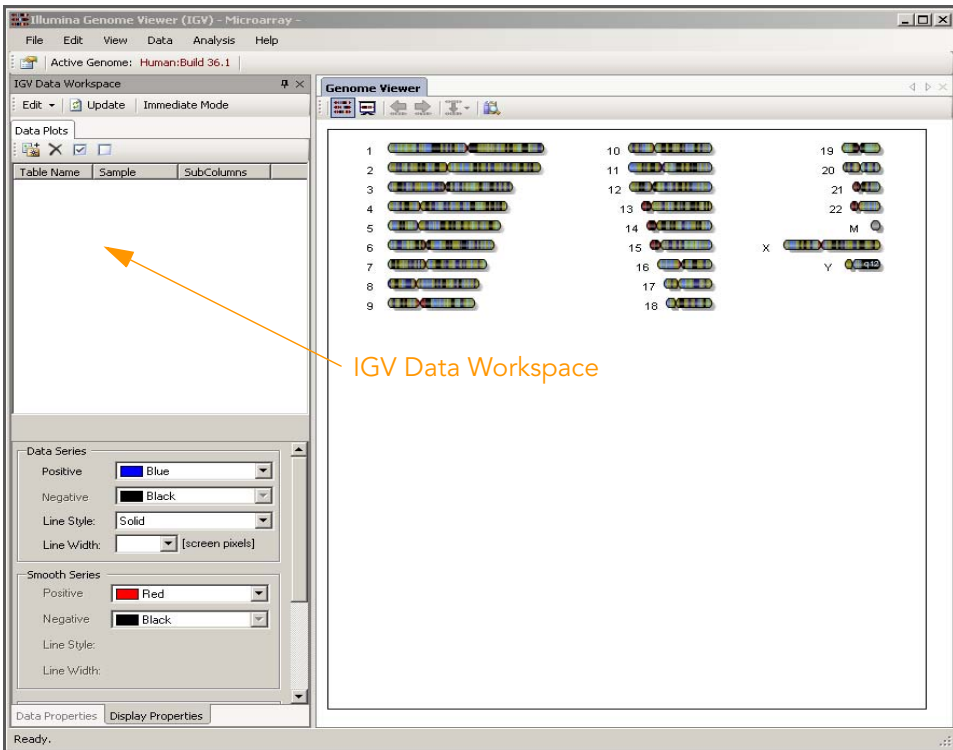 Illumina Genome Viewer (IGV) - Microarray -
File Edit View Data Analysis Help
Active Genome: Human:Build 36.1
IGV Data Workspace
Edit Update Immediate Mode
Data Plots
Table Name Sample SubColumns
Genome Viewer
1 10 19
2 11 20
3 12 21
4 13 22
5 14 M
6 15 X
7 16 Y q12
8 17
9 18
IGV Data Workspace
Data Series
Positive Blue
Negative Black
Line Style: Solid
Line Width: [screen pixels]
Smooth Series
Positive Red
Negative Black
Line Style:
Line Width:
Data Properties Display Properties
Ready.